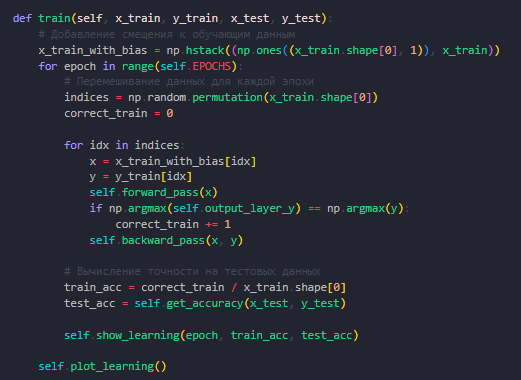 def train(self, x_train, y_train, x_test, y_test):
# Добавление смещения к обучающим данным
x_train_with_bias = np.hstack((np.ones((x_train.shape[0], 1)), x_train))
for epoch in range(self.EPOCHS):
# Перемешивание данных для каждой эпохи
indices = np.random.permutation(x_train.shape[0])
correct_train = 0
for idx in indices:
x = x_train_with_bias[idx]
y = y_train[idx]
self.forward_pass(x)
if np.argmax(self.output_layer_y) == np.argmax(y):
correct_train += 1
self.backward_pass(x, y)
# Вычисление точности на тестовых данных
train_acc = correct_train / x_train.shape[0]
test_acc = self.get_accuracy(x_test, y_test)
self.show_learning(epoch, train_acc, test_acc)
self.plot_learning()